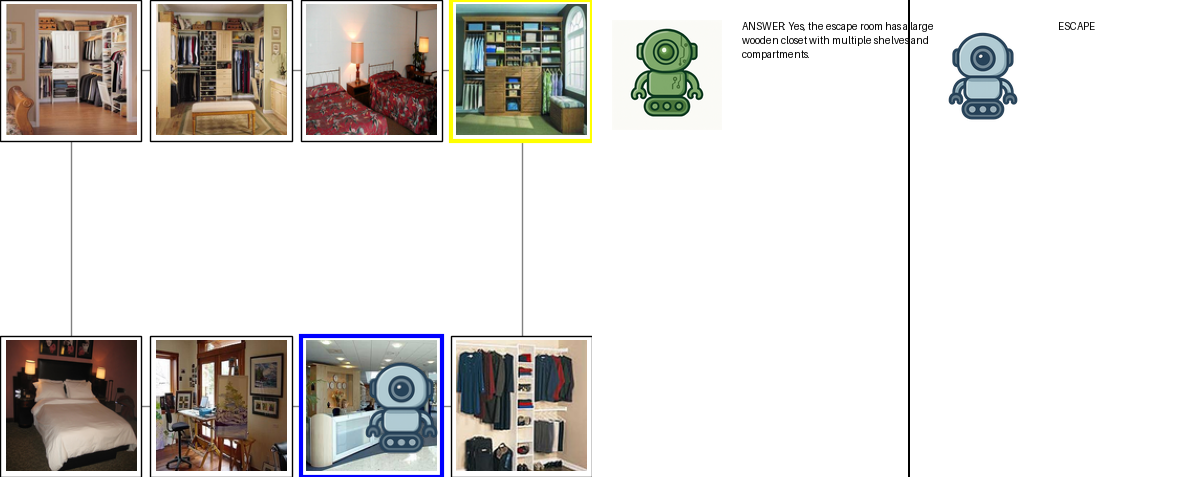 ANSWER: Yes, the escape room has a large
wooden closet with multiple shelves and
compartments.
ESCAPE